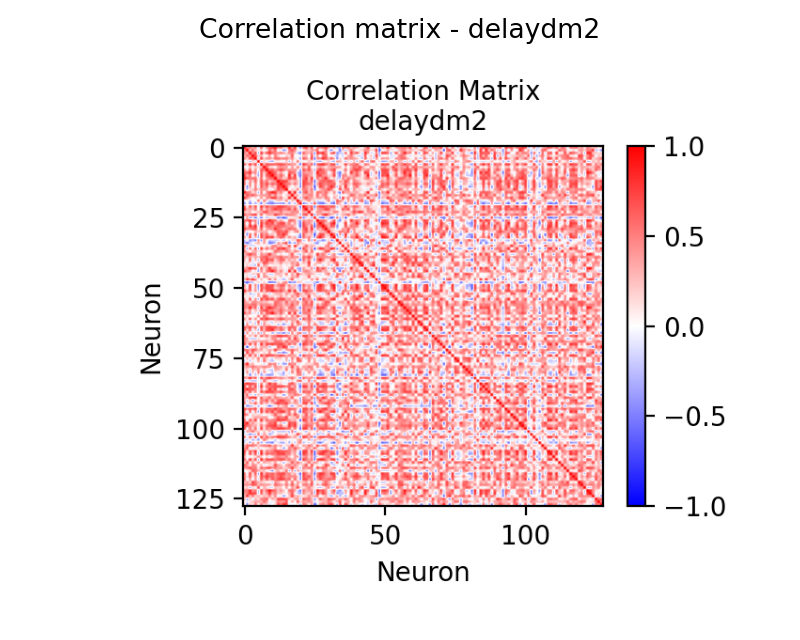 Correlation matrix - delaydm2
Correlation Matrix
delaydm2
0
25
50
75
100
125
Neuron
0
50
100
Neuron
1.0
0.5
0.0
−0.5
−1.0